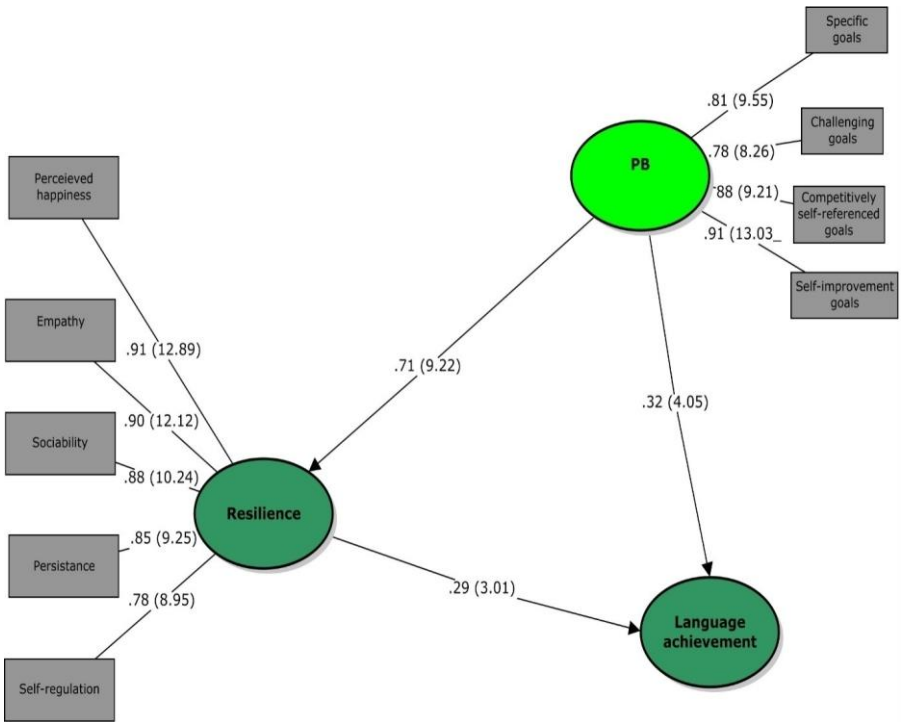 Specific
goals
.81 (9.55)
PB
.78 (8.26)
Challenging
goals
88 (9.21)
Competitively
self-referenced
goals
.91 (13.03_
Self-improvement
goals
Perceieved
happiness
Empathy
.91 (12.89)
.71 (9.22)
.32 (4.05)
.90 (12.12)
Sociability
.88 (10.24)
Resilience
.85 (9.25)
Persistance
.78 (8.95)
.29 (3.01)
Language
achievement
Self-regulation